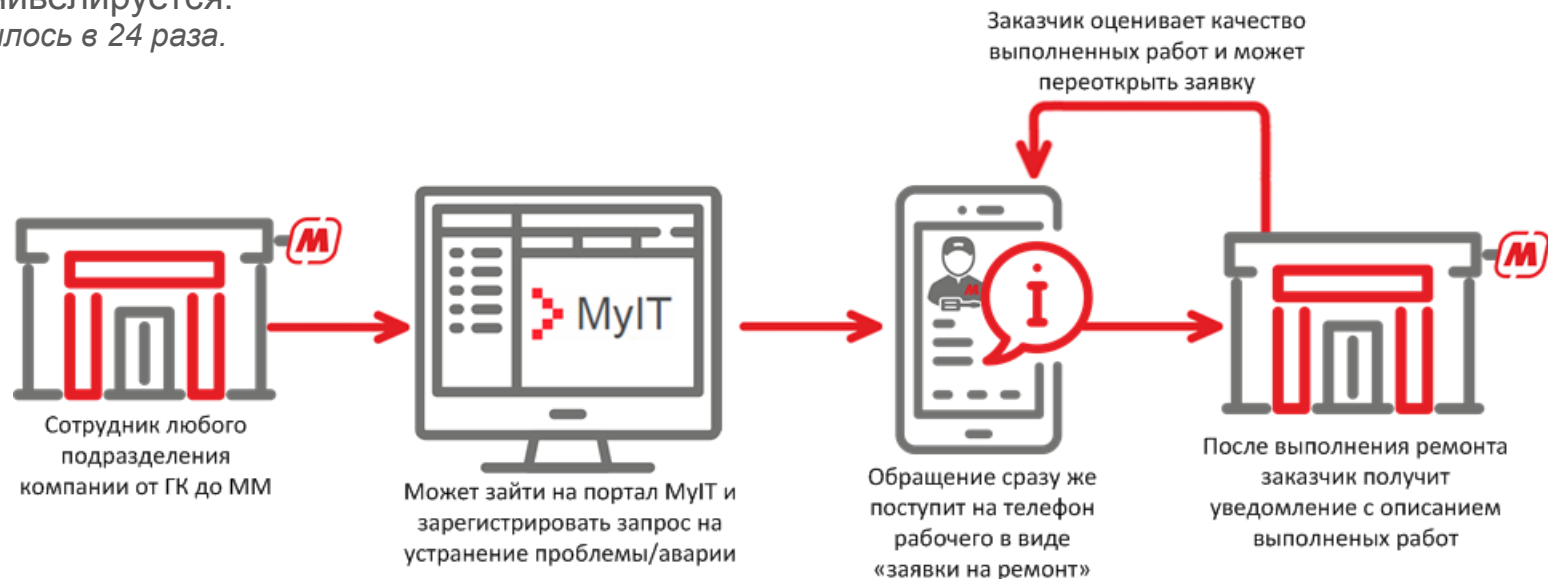 лось в 24 раза.
Заказчик оценивает качество
выполненных работ и может
переоткрыть заявку
М
MyIT
М
i
М
Сотрудник любого
подразделения
компании от ГК до ММ
Может зайти на портал MyIT и
зарегистрировать запрос на
устранение проблемы/аварии
Обращение сразу же
поступит на телефон
рабочего в виде
«заявки на ремонт»
После выполнения ремонта
заказчик получит
уведомление с описанием
выполненых работ